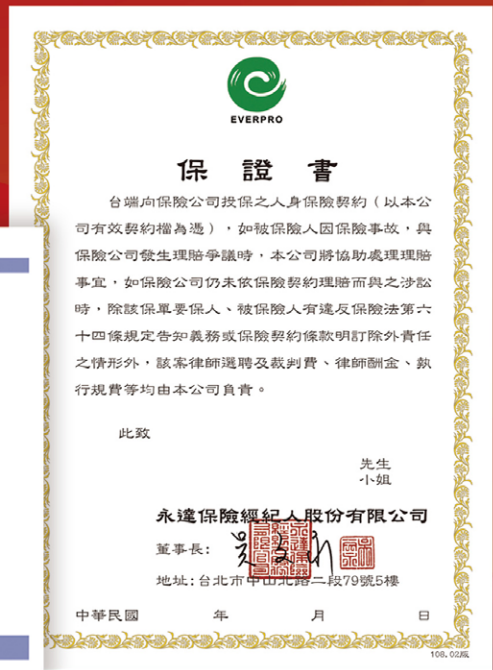 EVERPRO
保證書
台端向保險公司投保之人身保險契約（以本公
司有效契約檔為憑），如被保險人因保險事故，與
保險公司發生理賠爭議時，本公司將協助處理理賠
事宜，如保險公司仍未依保險契約理賠而與之涉訟
時，除該保單要保人、被保險人有違反保險法第六
十四條規定告知義務或保險契約條款明訂除外責任
之情形外，該案律師選聘及裁判費、律師酬金、執
行規費等均由本公司負責。
此致
先生
小姐
永達保險經紀人股份有限公司
董事長：
地址：台北市中山北路二段79號5樓
中華民國 年 月 日
108.02版